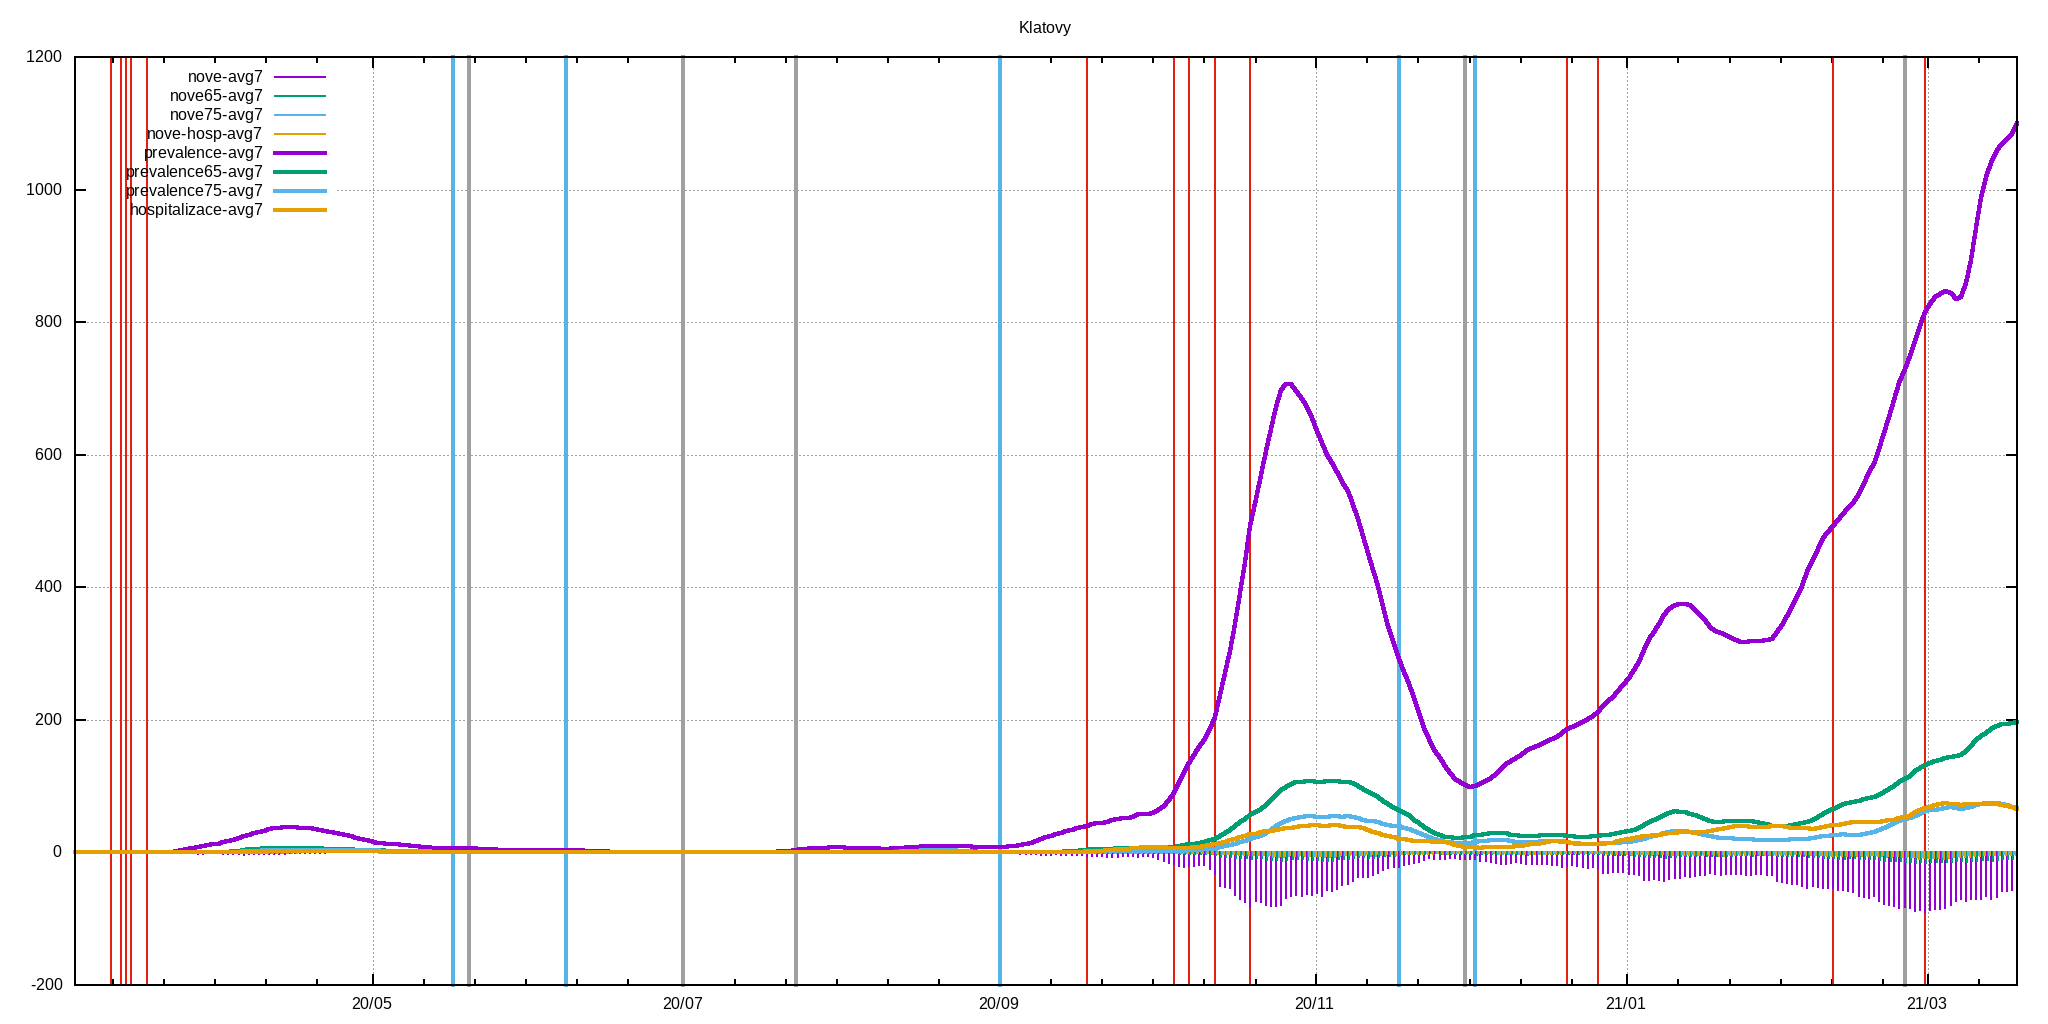 Klatovy
1200
1000
800
600
400
200
0
-200
nove-avg7
nove65-avg7
nove75-avg7
nove-hosp-avg7
prevalence-avg7
prevalence65-avg7
prevalence75-avg7
hospitalizace-avg7
20/05 20/07 20/09 20/11 21/01 21/03